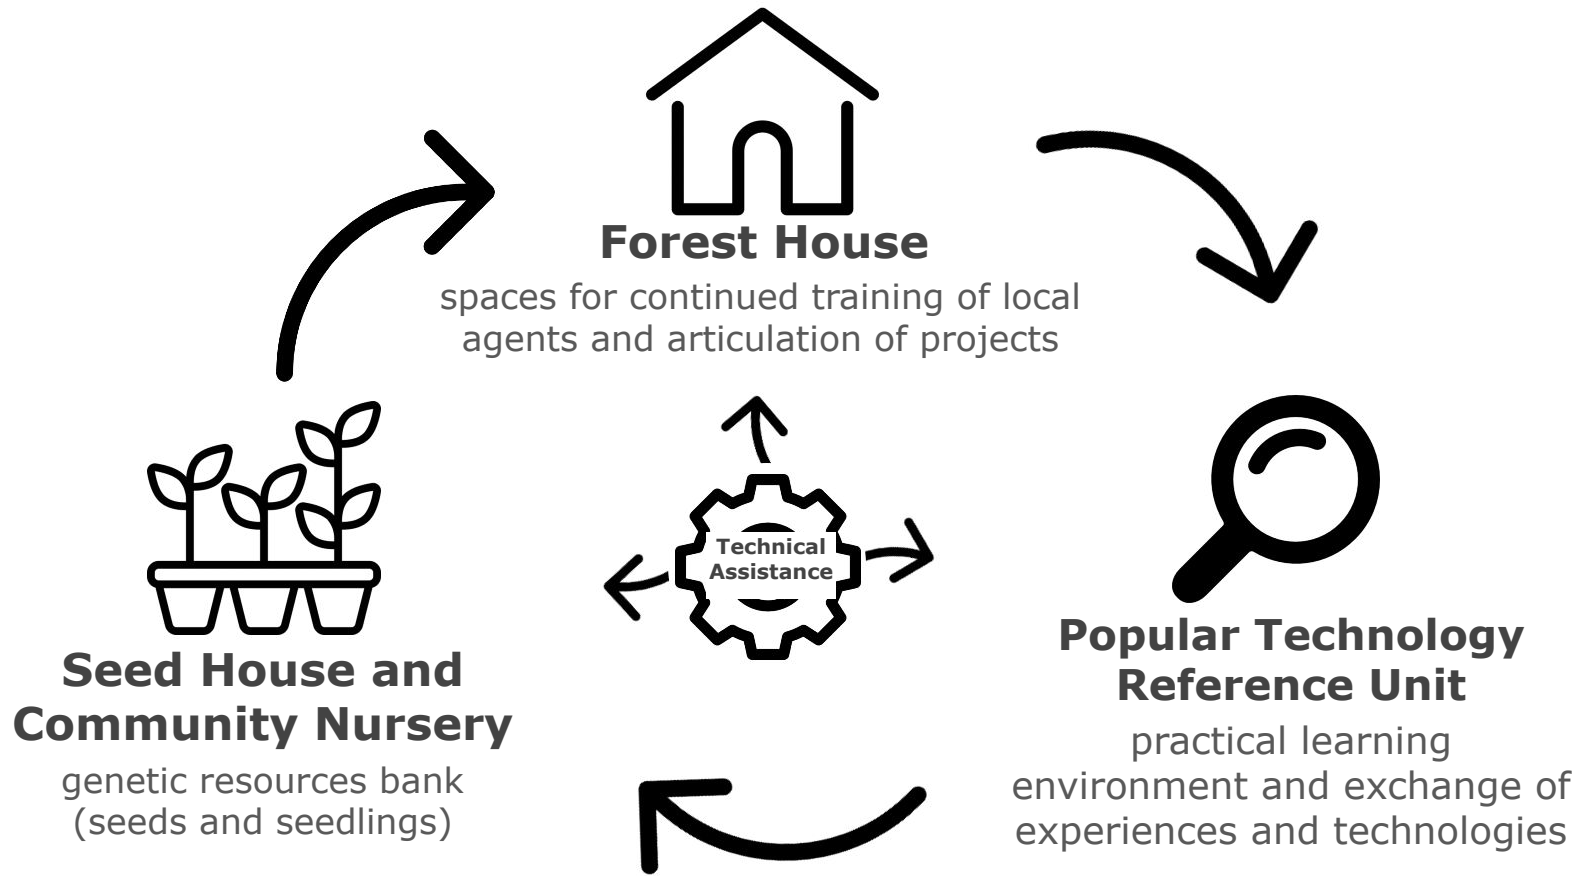 Forest House
spaces for continued training of local
agents and articulation of projects
Technical
Assistance
Seed House and
Community Nursery
genetic resources bank
(seeds and seedlings)
Popular Technology
Reference Unit
practical learning
environment and exchange of
experiences and technologies